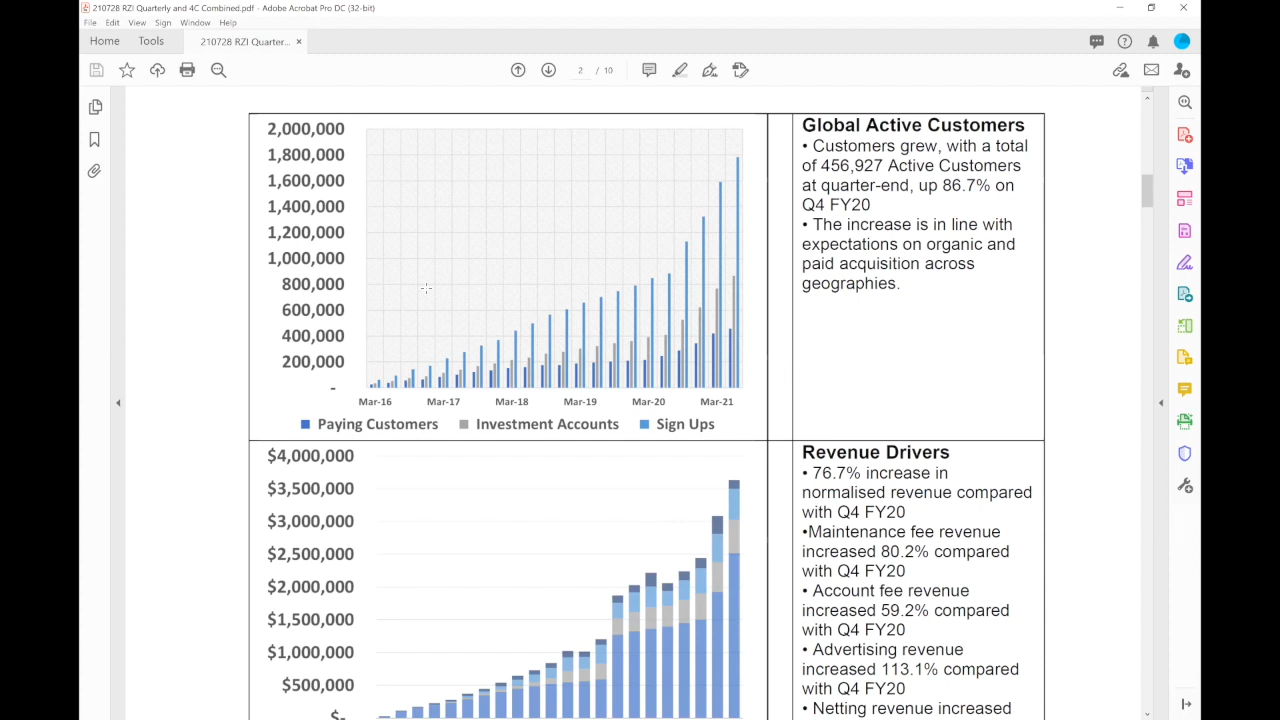 210728 RZI Quarterly and 4C Combined.pdf - Adobe Acrobat Pro DC (32-bit)
File Edit View Sign Window Help
Home Tools 210728 RZI Quarter... ×
2 / 10
2,000,000
1,800,000
1,600,000
1,400,000
1,200,000
1,000,000
800,000
600,000
400,000
200,000
-
Mar-16 Mar-17 Mar-18 Mar-19 Mar-20 Mar-21
Paying Customers Investment Accounts Sign Ups
Global Active Customers
• Customers grew, with a total
of 456,927 Active Customers
at quarter-end, up 86.7% on
Q4 FY20
• The increase is in line with
expectations on organic and
paid acquisition across
geographies.
$4,000,000
$3,500,000
$3,000,000
$2,500,000
$2,000,000
$1,500,000
$1,000,000
$500,000
$-
Revenue Drivers
• 76.7% increase in
normalised revenue compared
with Q4 FY20
•Maintenance fee revenue
increased 80.2% compared
with Q4 FY20
• Account fee revenue
increased 59.2% compared
with Q4 FY20
• Advertising revenue
increased 113.1% compared
with Q4 FY20
• Netting revenue increased